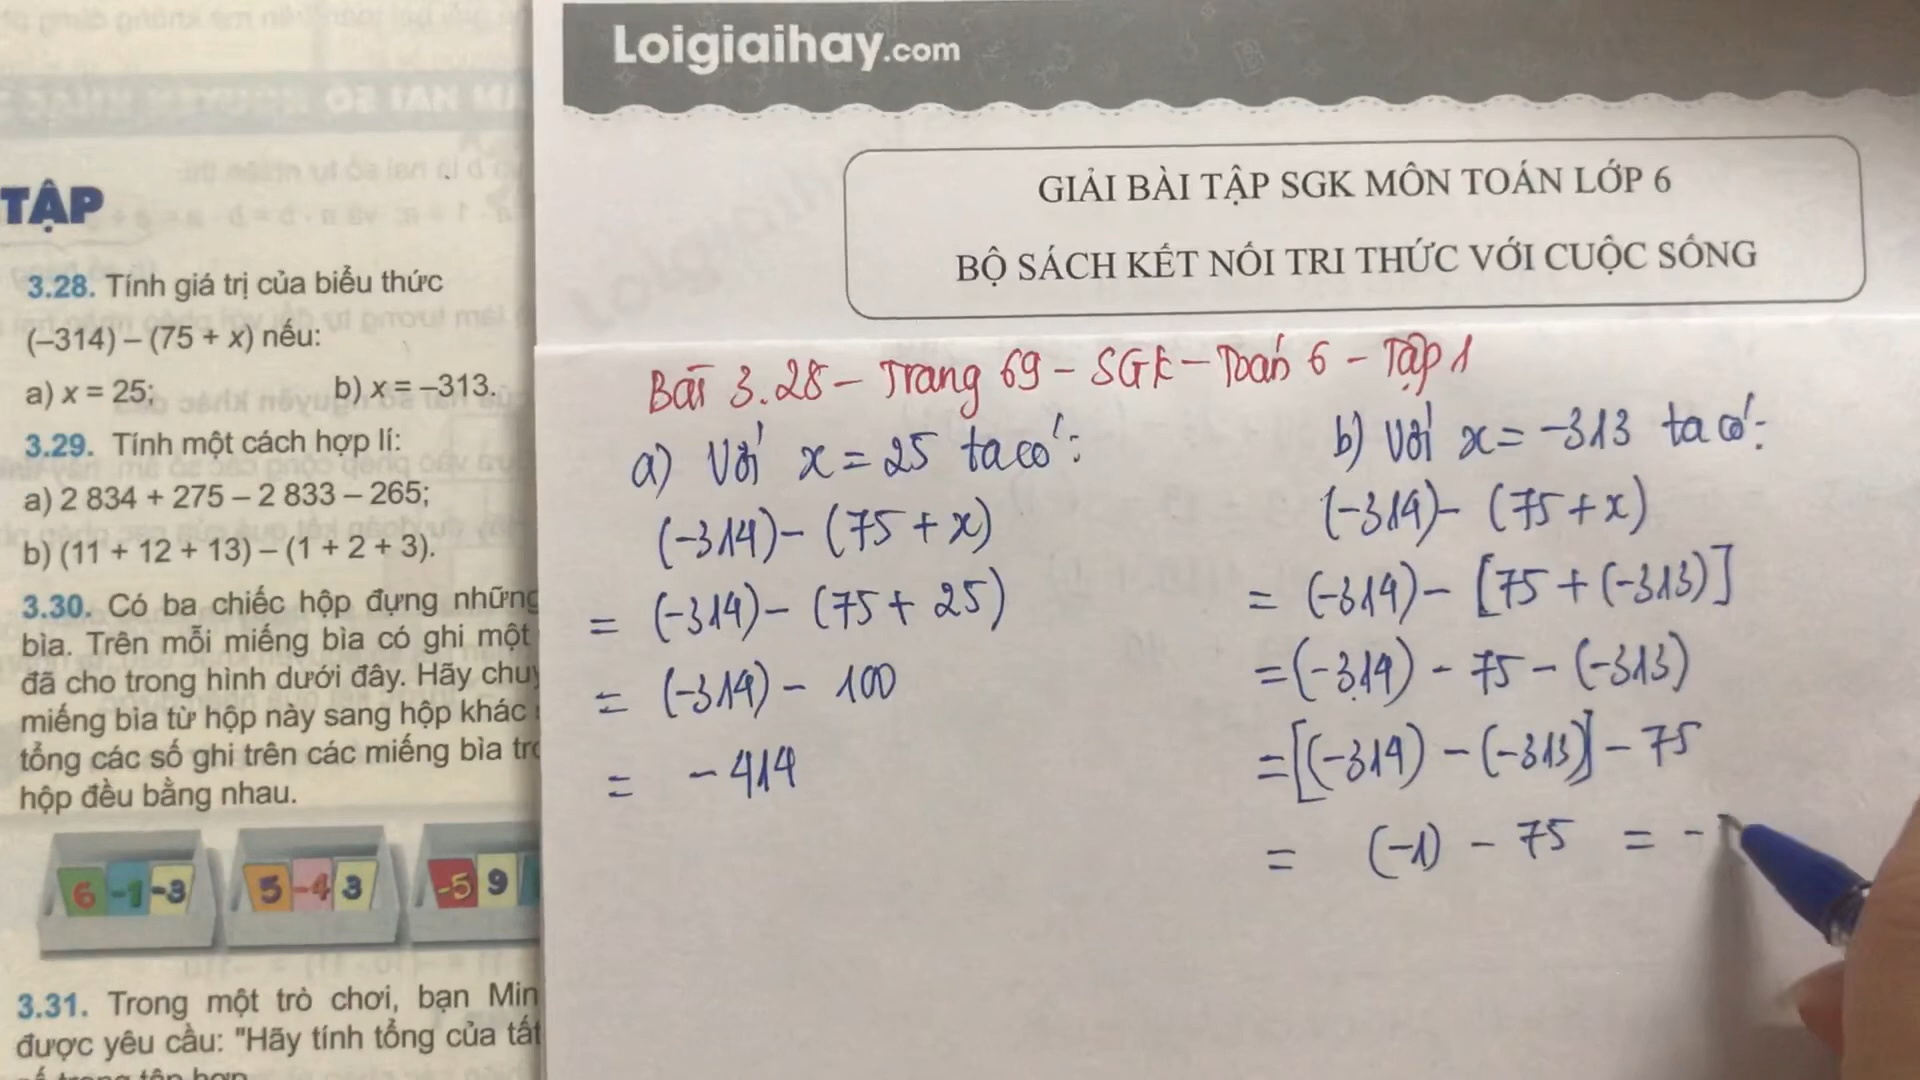 TẬP
3.28. Tính giá trị của biểu thức
(–314) – (75 + x) nếu:
a) x = 25; b) x = –313.
3.29. Tính một cách hợp lí:
a) 2 834 + 275 – 2 833 – 265;
b) (11 + 12 + 13) – (1 + 2 + 3).
3.30. Có ba chiếc hộp đựng những
bìa. Trên mỗi miếng bìa có ghi một
đã cho trong hình dưới đây. Hãy chuy
miếng bìa từ hộp này sang hộp khác
tổng các số ghi trên các miếng bìa tro
hộp đều bằng nhau.
6 -1 -3 5 -4 3 -5 9
3.31. Trong một trò chơi, bạn Min
được yêu cầu: "Hãy tính tổng của tất
Loigiaihay.com
GIẢI BÀI TẬP SGK MÔN TOÁN LỚP 6
BỘ SÁCH KẾT NỐI TRI THỨC VỚI CUỘC SỐNG
Bài 3.28 – Trang 69 – SGK – Toán 6 – Tập 1
a) Với x = 25 ta có:
(-314) – (75 + x)
= (-314) – (75 + 25)
= (-314) – 100
= -414
b) Với x = -313 ta có:
(-314) – (75 + x)
= (-314) – [75 + (-313)]
= (-314) – 75 – (-313)
= [(-314) – (-313)] – 75
= (-1) – 75 = -